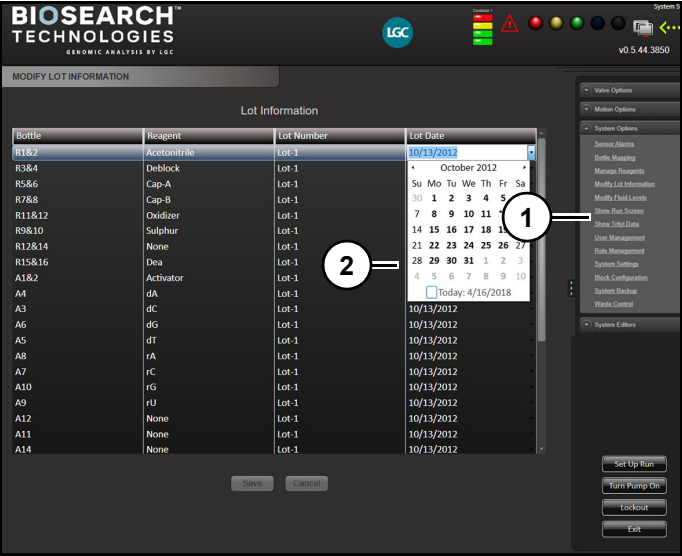 BIOSEARCH™
TECHNOLOGIES
GENOMIC ANALYSIS BY LGC
LGC
Container 1
System S
v0.5.44.3850
MODIFY LOT INFORMATION
Lot Information
Bottle Reagent Lot Number Lot Date
R1&2 Acetonitrile Lot-1 10/13/2012
R3&4 Deblock Lot-1
R5&6 Cap-A Lot-1
R7&8 Cap-B Lot-1
R11&12 Oxidizer Lot-1
R9&10 Sulphur Lot-1
R12&14 None Lot-1
R15&16 Dea Lot-1
A1&2 Activator Lot-1
A4 dA Lot-1
A3 dC Lot-1 10/13/2012
A6 dG Lot-1 10/13/2012
A5 dT Lot-1 10/13/2012
A8 rA Lot-1 10/13/2012
A7 rC Lot-1 10/13/2012
A10 rG Lot-1 10/13/2012
A9 rU Lot-1 10/13/2012
A12 None Lot-1 10/13/2012
A11 None Lot-1 10/13/2012
A14 None Lot-1 10/13/2012
October 2012
Su Mo Tu We Th Fr Sa
30 1 2 3 4 5
7 8 9 10 11
14 15 16 17 18
21 22 23 24 25 26 27
28 29 30 31 1 2 3
4 5 6 7 8 9 10
Today: 4/16/2018
1
2
Save Cancel
Valve Options
Motion Options
System Options
Sensor Alarms
Bottle Mapping
Manage Reagents
Modify Lot Information
Modify Fluid Levels
Show Run Screen
Show Trityl Data
User Management
Role Management
System Settings
Block Configuration
System Backup
Waste Control
System Editors
Set Up Run
Turn Pump On
Lockout
Exit